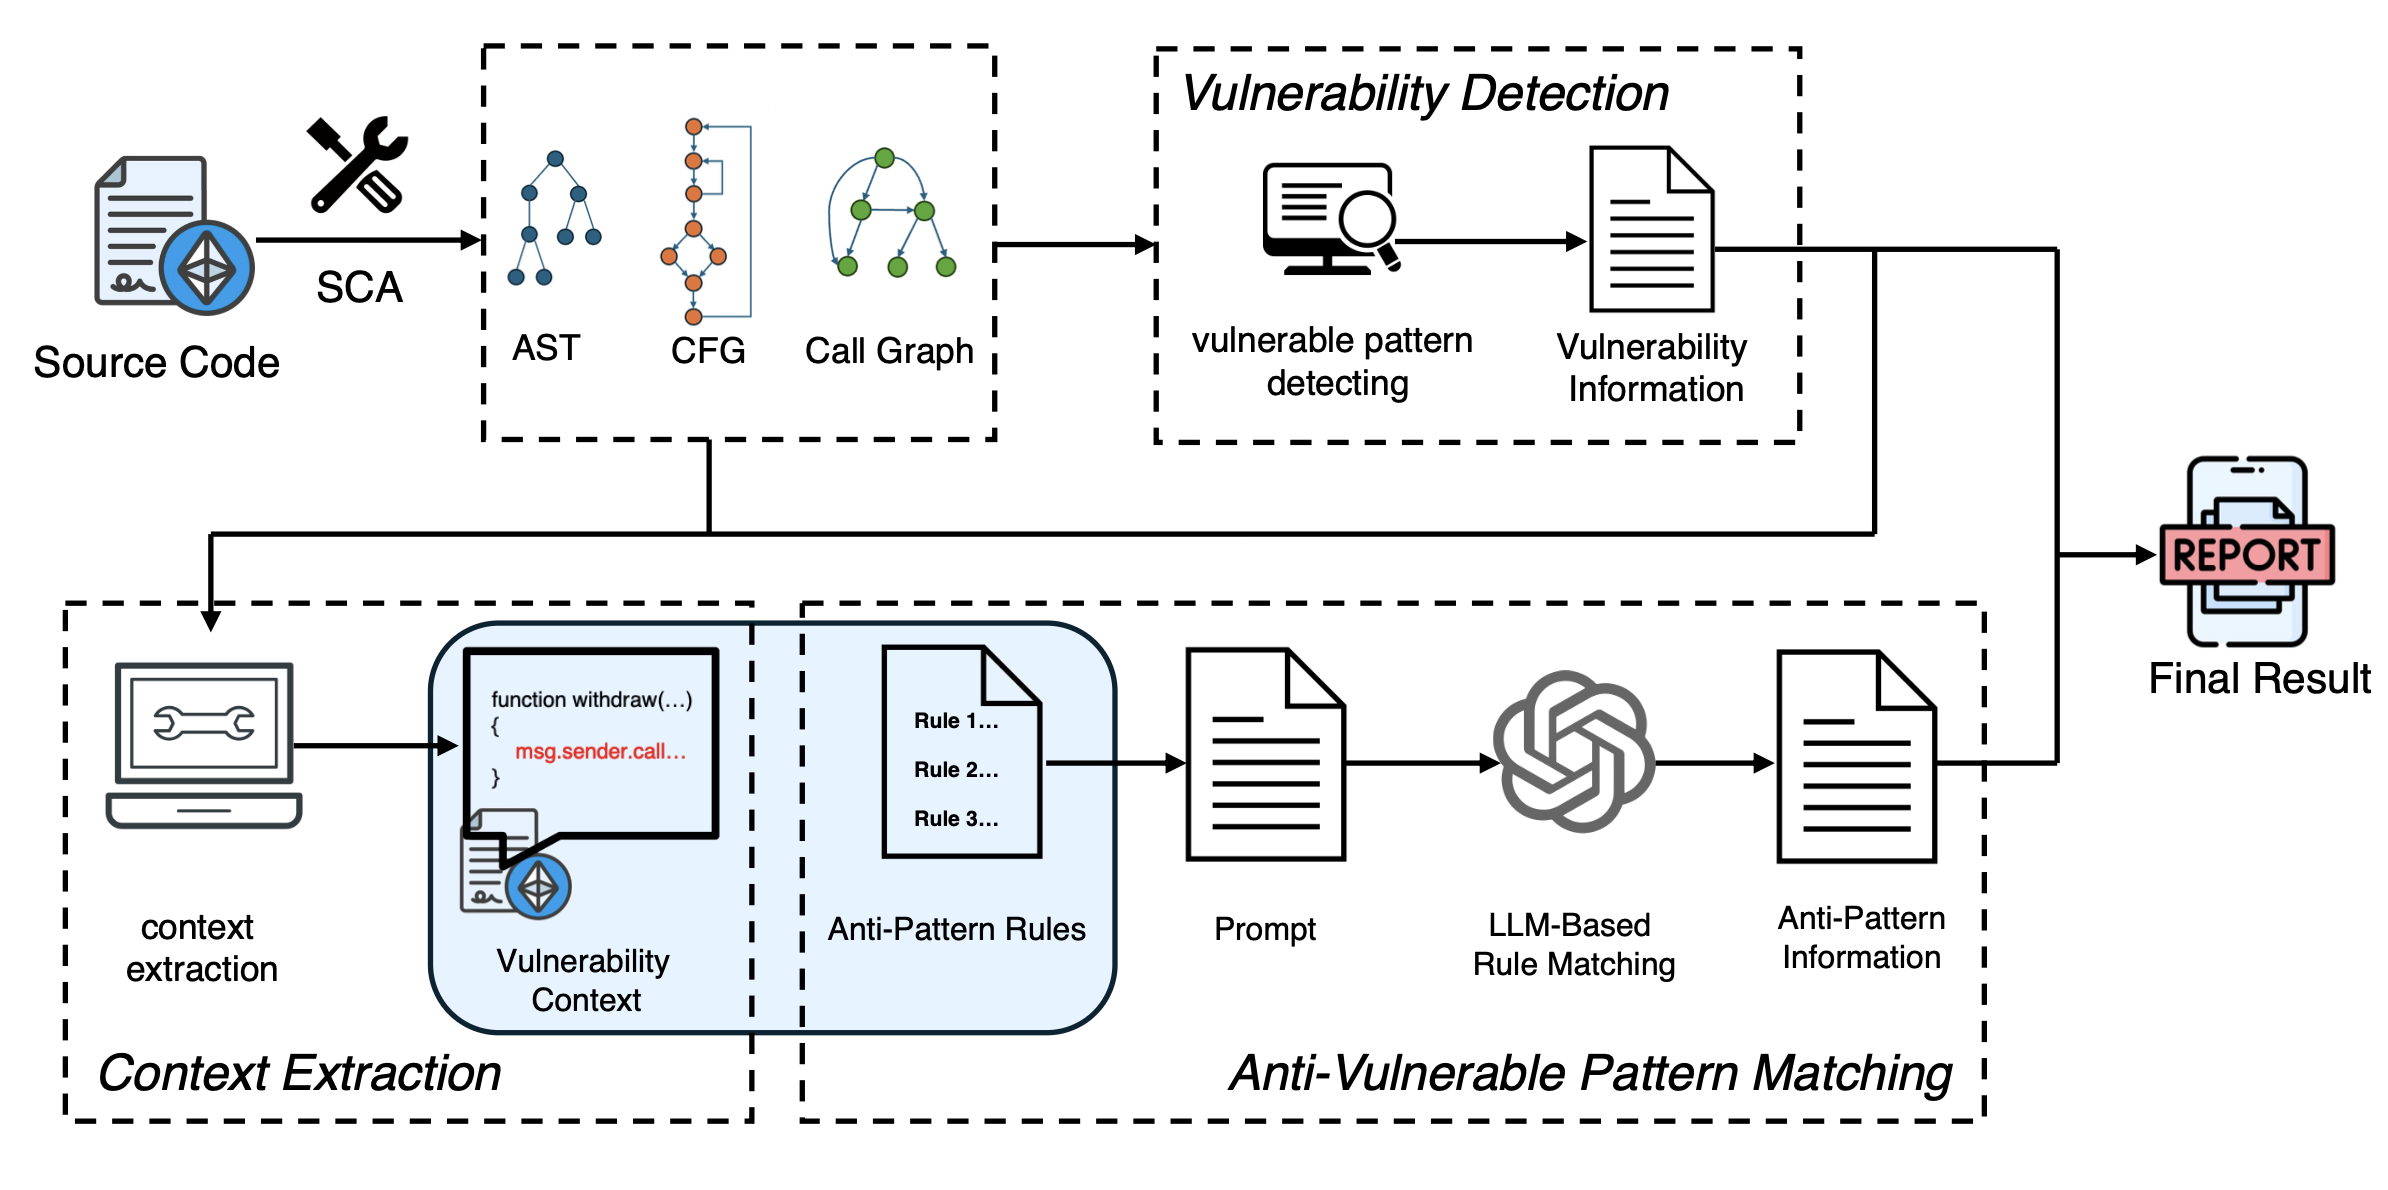 Source Code
SCA
AST
CFG
Call Graph
Vulnerability Detection
vulnerable pattern
detecting
Vulnerability
Information
REPORT
Final Result
context
extraction
function withdraw(...)
{
msg.sender.call...
}
Vulnerability
Context
Context Extraction
Rule 1...
Rule 2...
Rule 3...
Anti-Pattern Rules
Prompt
LLM-Based
Rule Matching
Anti-Pattern
Information
Anti-Vulnerable Pattern Matching